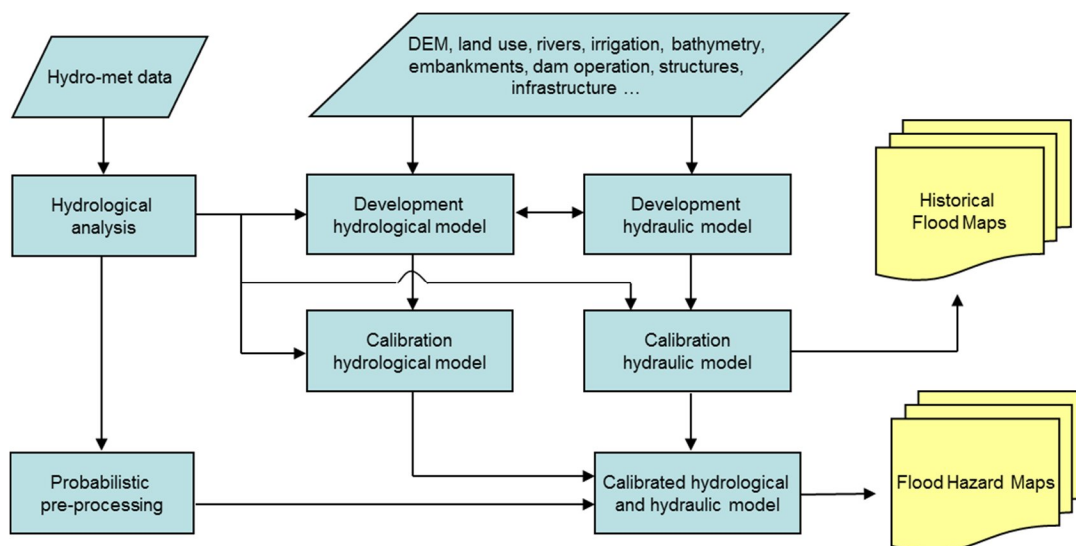 Hydro-met data
DEM, land use, rivers, irrigation, bathymetry,
embankments, dam operation, structures,
infrastructure ...
Hydrological
analysis
Development
hydrological model
Development
hydraulic model
Historical
Flood Maps
Calibration
hydrological model
Calibration
hydraulic model
Probabilistic
pre-processing
Calibrated hydrological
and hydraulic model
Flood Hazard Maps